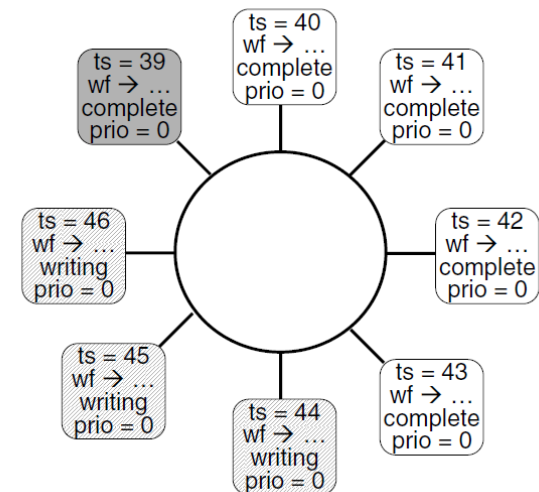 ts = 40
wf → ...
complete
prio = 0
ts = 41
wf → ...
complete
prio = 0
ts = 42
wf → ...
complete
prio = 0
ts = 43
wf → ...
complete
prio = 0
ts = 44
wf → ...
writing
prio = 0
ts = 45
wf → ...
writing
prio = 0
ts = 46
wf → ...
writing
prio = 0
ts = 39
wf → ...
complete
prio = 0